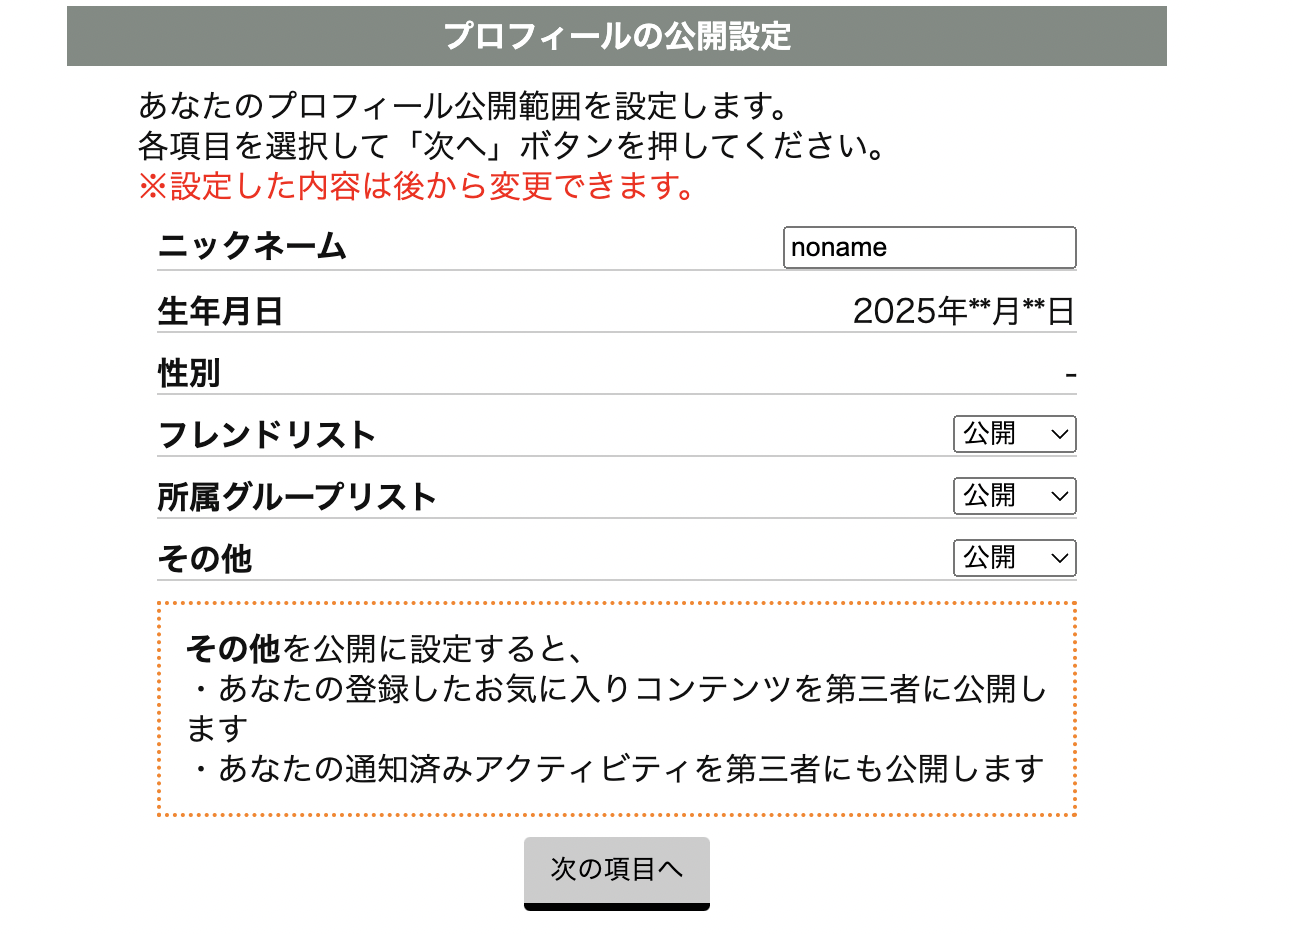 プロフィールの公開設定
あなたのプロフィール公開範囲を設定します。
各項目を選択して「次へ」ボタンを押してください。
※設定した内容は後から変更できます。
ニックネーム noname
生年月日 2025年**月**日
性別 -
フレンドリスト 公開
所属グループリスト 公開
その他 公開
その他を公開に設定すると、
・あなたの登録したお気に入りコンテンツを第三者に公開し
ます
・あなたの通知済みアクティビティを第三者にも公開します
次の項目へ